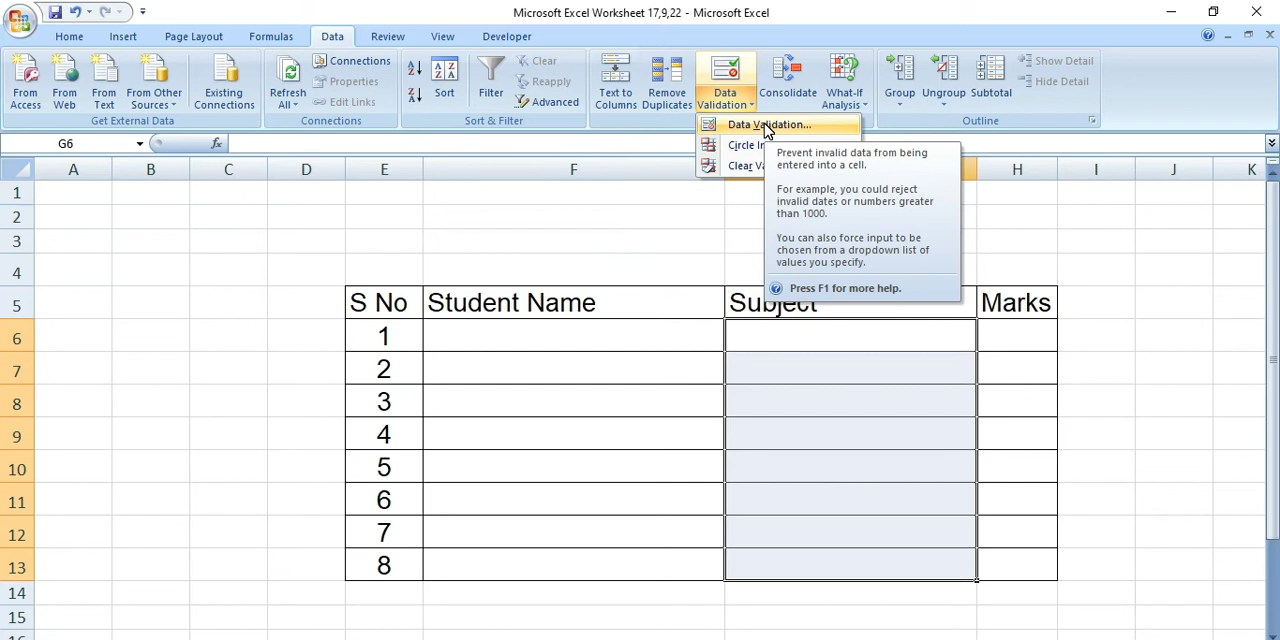 Microsoft Excel Worksheet 17,9,22 - Microsoft Excel
Home Insert Page Layout Formulas Data Review View Developer
From Access
From Web
From Text
From Other Sources
Existing Connections
Get External Data
Refresh All
Connections
Properties
Edit Links
Connections
Sort
Filter
Clear
Reapply
Advanced
Sort & Filter
Text to Columns
Remove Duplicates
Data Validation
Consolidate
What-If Analysis
Group
Ungroup
Subtotal
Show Detail
Hide Detail
Outline
Data Validation...
Circle In
Clear Va
Prevent invalid data from being
entered into a cell.
For example, you could reject
invalid dates or numbers greater
than 1000.
You can also force input to be
chosen from a dropdown list of
values you specify.
Press F1 for more help.
G6 fx
A B C D E F H I J K
1
2
3
4
5 S No Student Name Subject Marks
6 1
7 2
8 3
9 4
10 5
11 6
12 7
13 8
14
15
16